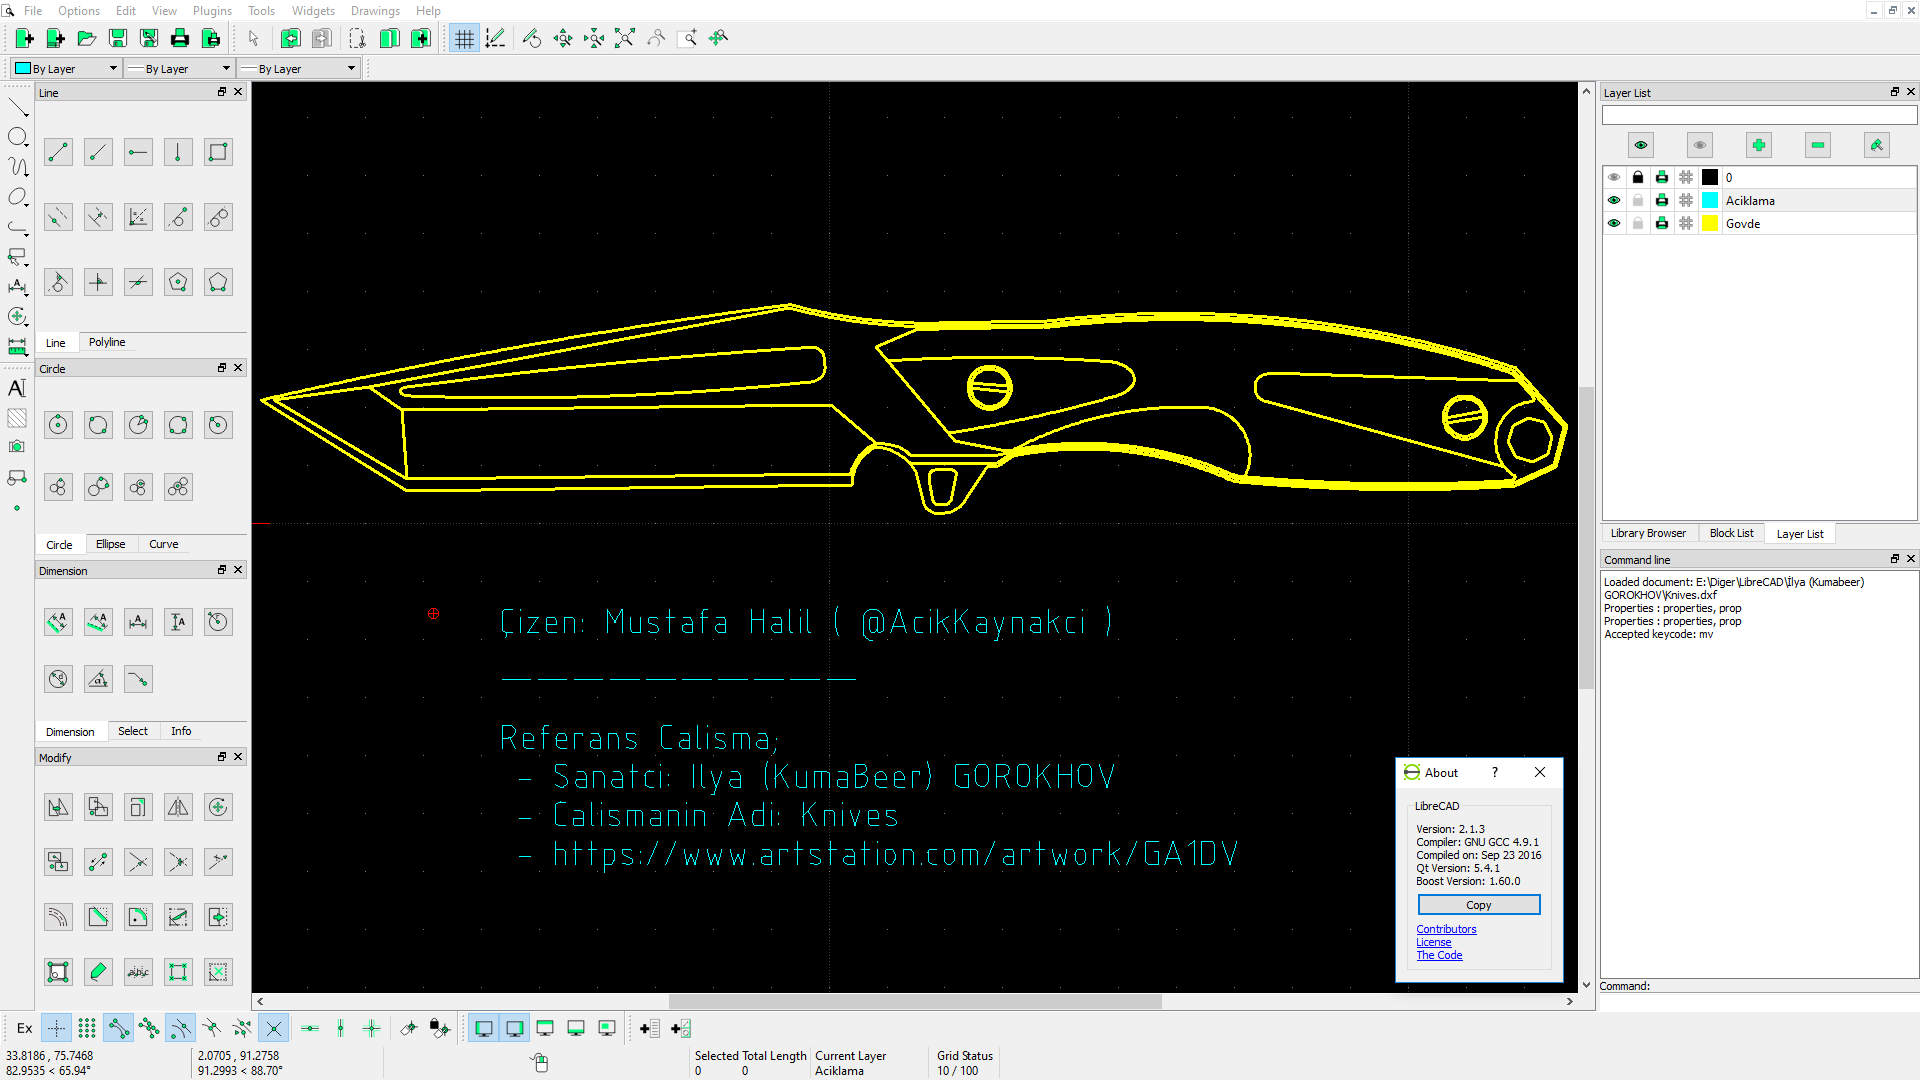 File Options Edit View Plugins Tools Widgets Drawings Help
By Layer By Layer By Layer
Line
Line Polyline
Circle
Circle Ellipse Curve
Dimension
Dimension Select Info
Modify
Çizen: Mustafa Halil ( @AcikKaynakci )
____________________
Referans Calisma;
- Sanatci: Ilya (KumaBeer) GOROKHOV
- Calismanin Adi: Knives
- https://www.artstation.com/artwork/GA1DV
About ?
LibreCAD
Version: 2.1.3
Compiler: GNU GCC 4.9.1
Compiled on: Sep 23 2016
Qt Version: 5.4.1
Boost Version: 1.60.0
Copy
Contributors
License
The Code
Layer List
0
Aciklama
Govde
Library Browser Block List Layer List
Command line
Loaded document: E:\Diger\LibreCAD\İlya (Kumabeer)
GOROKHOV\Knives.dxf
Properties : properties, prop
Properties : properties, prop
Accepted keycode: mv
Command:
Ex
33.8186 , 75.7468 2.0705, 91.2758 Selected Total Length Current Layer Grid Status
82.9535 < 65.94° 91.2993 < 88.70° 0 0 Aciklama 10 / 100